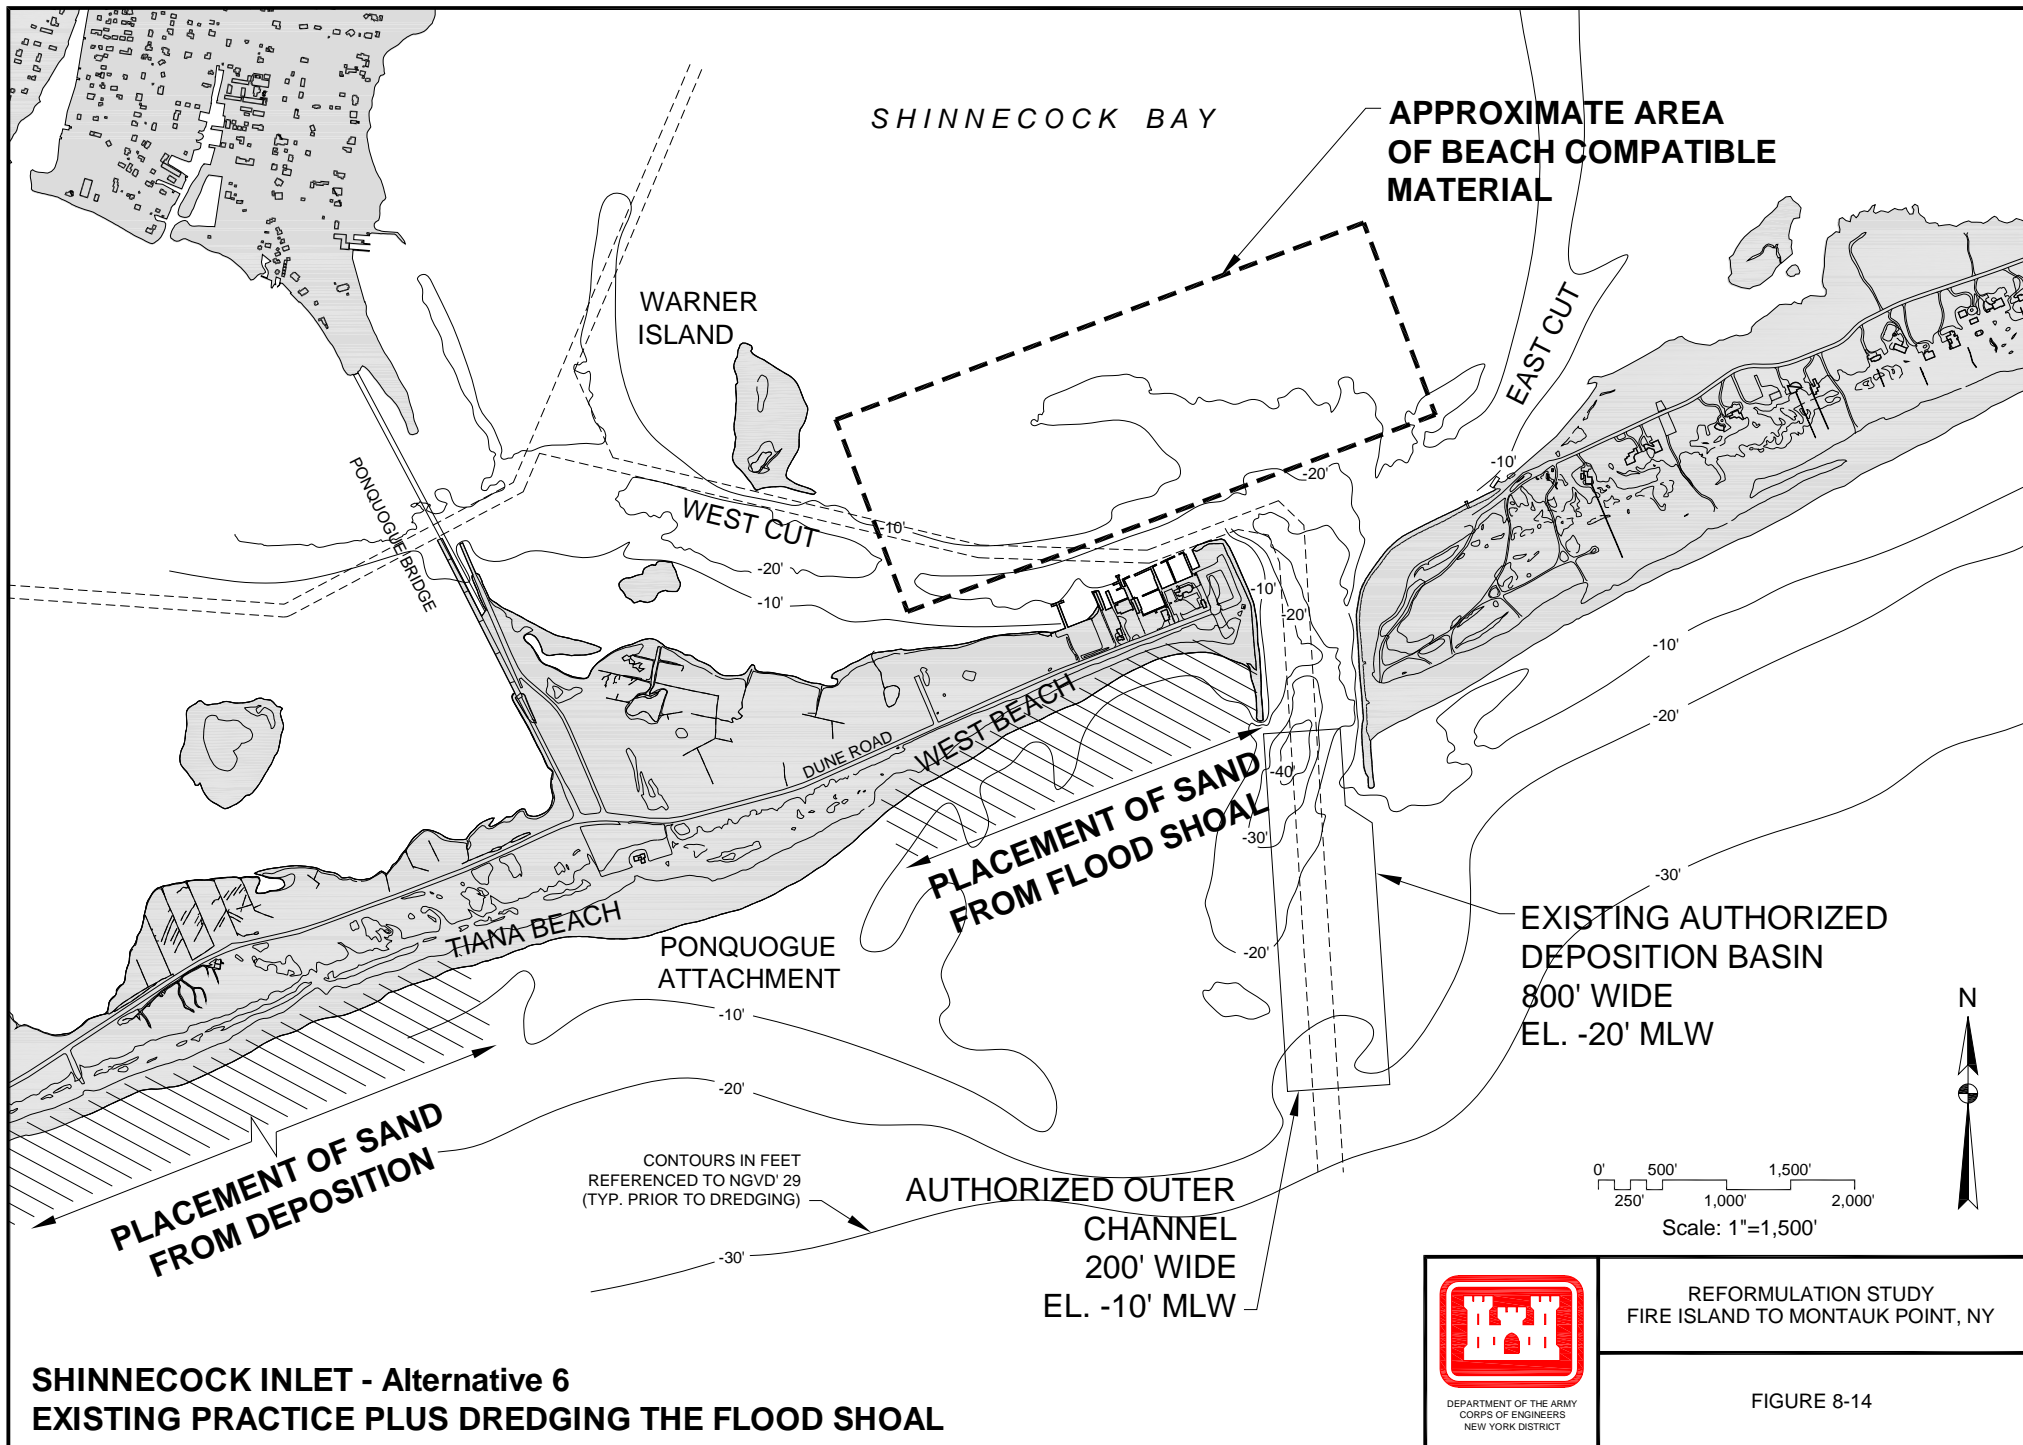 SHINNECOCK BAY
APPROXIMATE AREA
OF BEACH COMPATIBLE
MATERIAL
WARNER
ISLAND
EAST CUT
PONQUOGUE BRIDGE
WEST CUT
-10'
-20'
-10'
-20'
-10'
-10'
-20'
-10'
-20'
-30'
-40'
-30'
-20'
DUNE ROAD
WEST BEACH
PLACEMENT OF SAND
FROM FLOOD SHOAL
TIANA BEACH
PONQUOGUE
ATTACHMENT
-10'
-20'
-30'
EXISTING AUTHORIZED
DEPOSITION BASIN
800' WIDE
EL. -20' MLW
N
PLACEMENT OF SAND
FROM DEPOSITION
CONTOURS IN FEET
REFERENCED TO NGVD' 29
(TYP. PRIOR TO DREDGING)
AUTHORIZED OUTER
CHANNEL
200' WIDE
EL. -10' MLW
0' 500' 1,500'
250' 1,000' 2,000'
Scale: 1"=1,500'
SHINNECOCK INLET - Alternative 6
EXISTING PRACTICE PLUS DREDGING THE FLOOD SHOAL
DEPARTMENT OF THE ARMY
CORPS OF ENGINEERS
NEW YORK DISTRICT
REFORMULATION STUDY
FIRE ISLAND TO MONTAUK POINT, NY
FIGURE 8-14